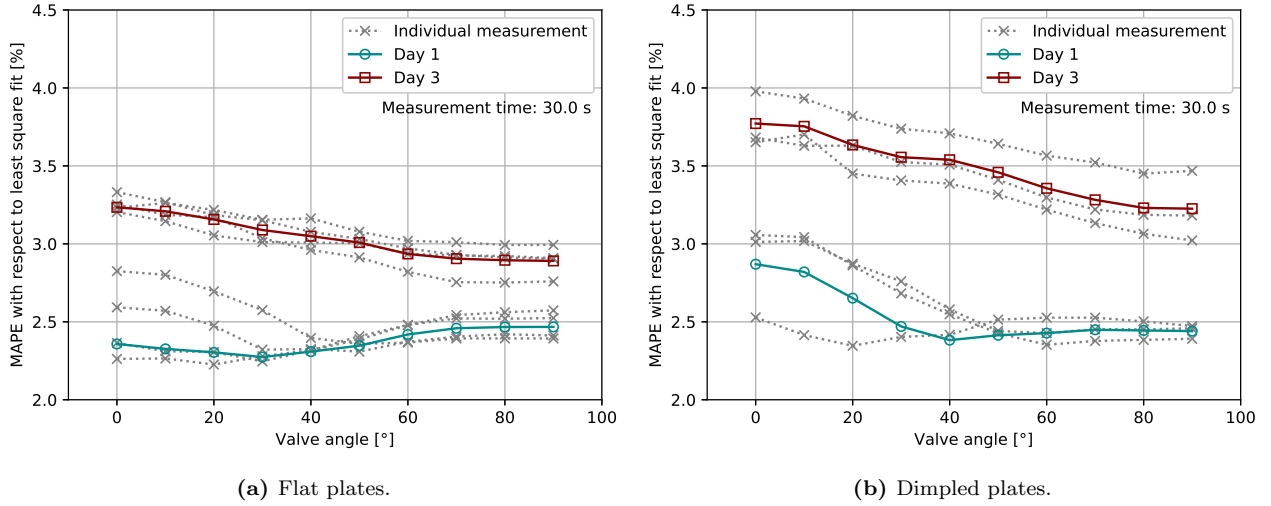 MAPE with respect to least square fit [%]
4.5
4.0
3.5
3.0
2.5
2.0
Individual measurement
Day 1
Day 3
Measurement time: 30.0 s
0
20
40
60
80
100
Valve angle [°]
(a) Flat plates.
MAPE with respect to least square fit [%]
4.5
4.0
3.5
3.0
2.5
2.0
Individual measurement
Day 1
Day 3
Measurement time: 30.0 s
0
20
40
60
80
100
Valve angle [°]
(b) Dimpled plates.